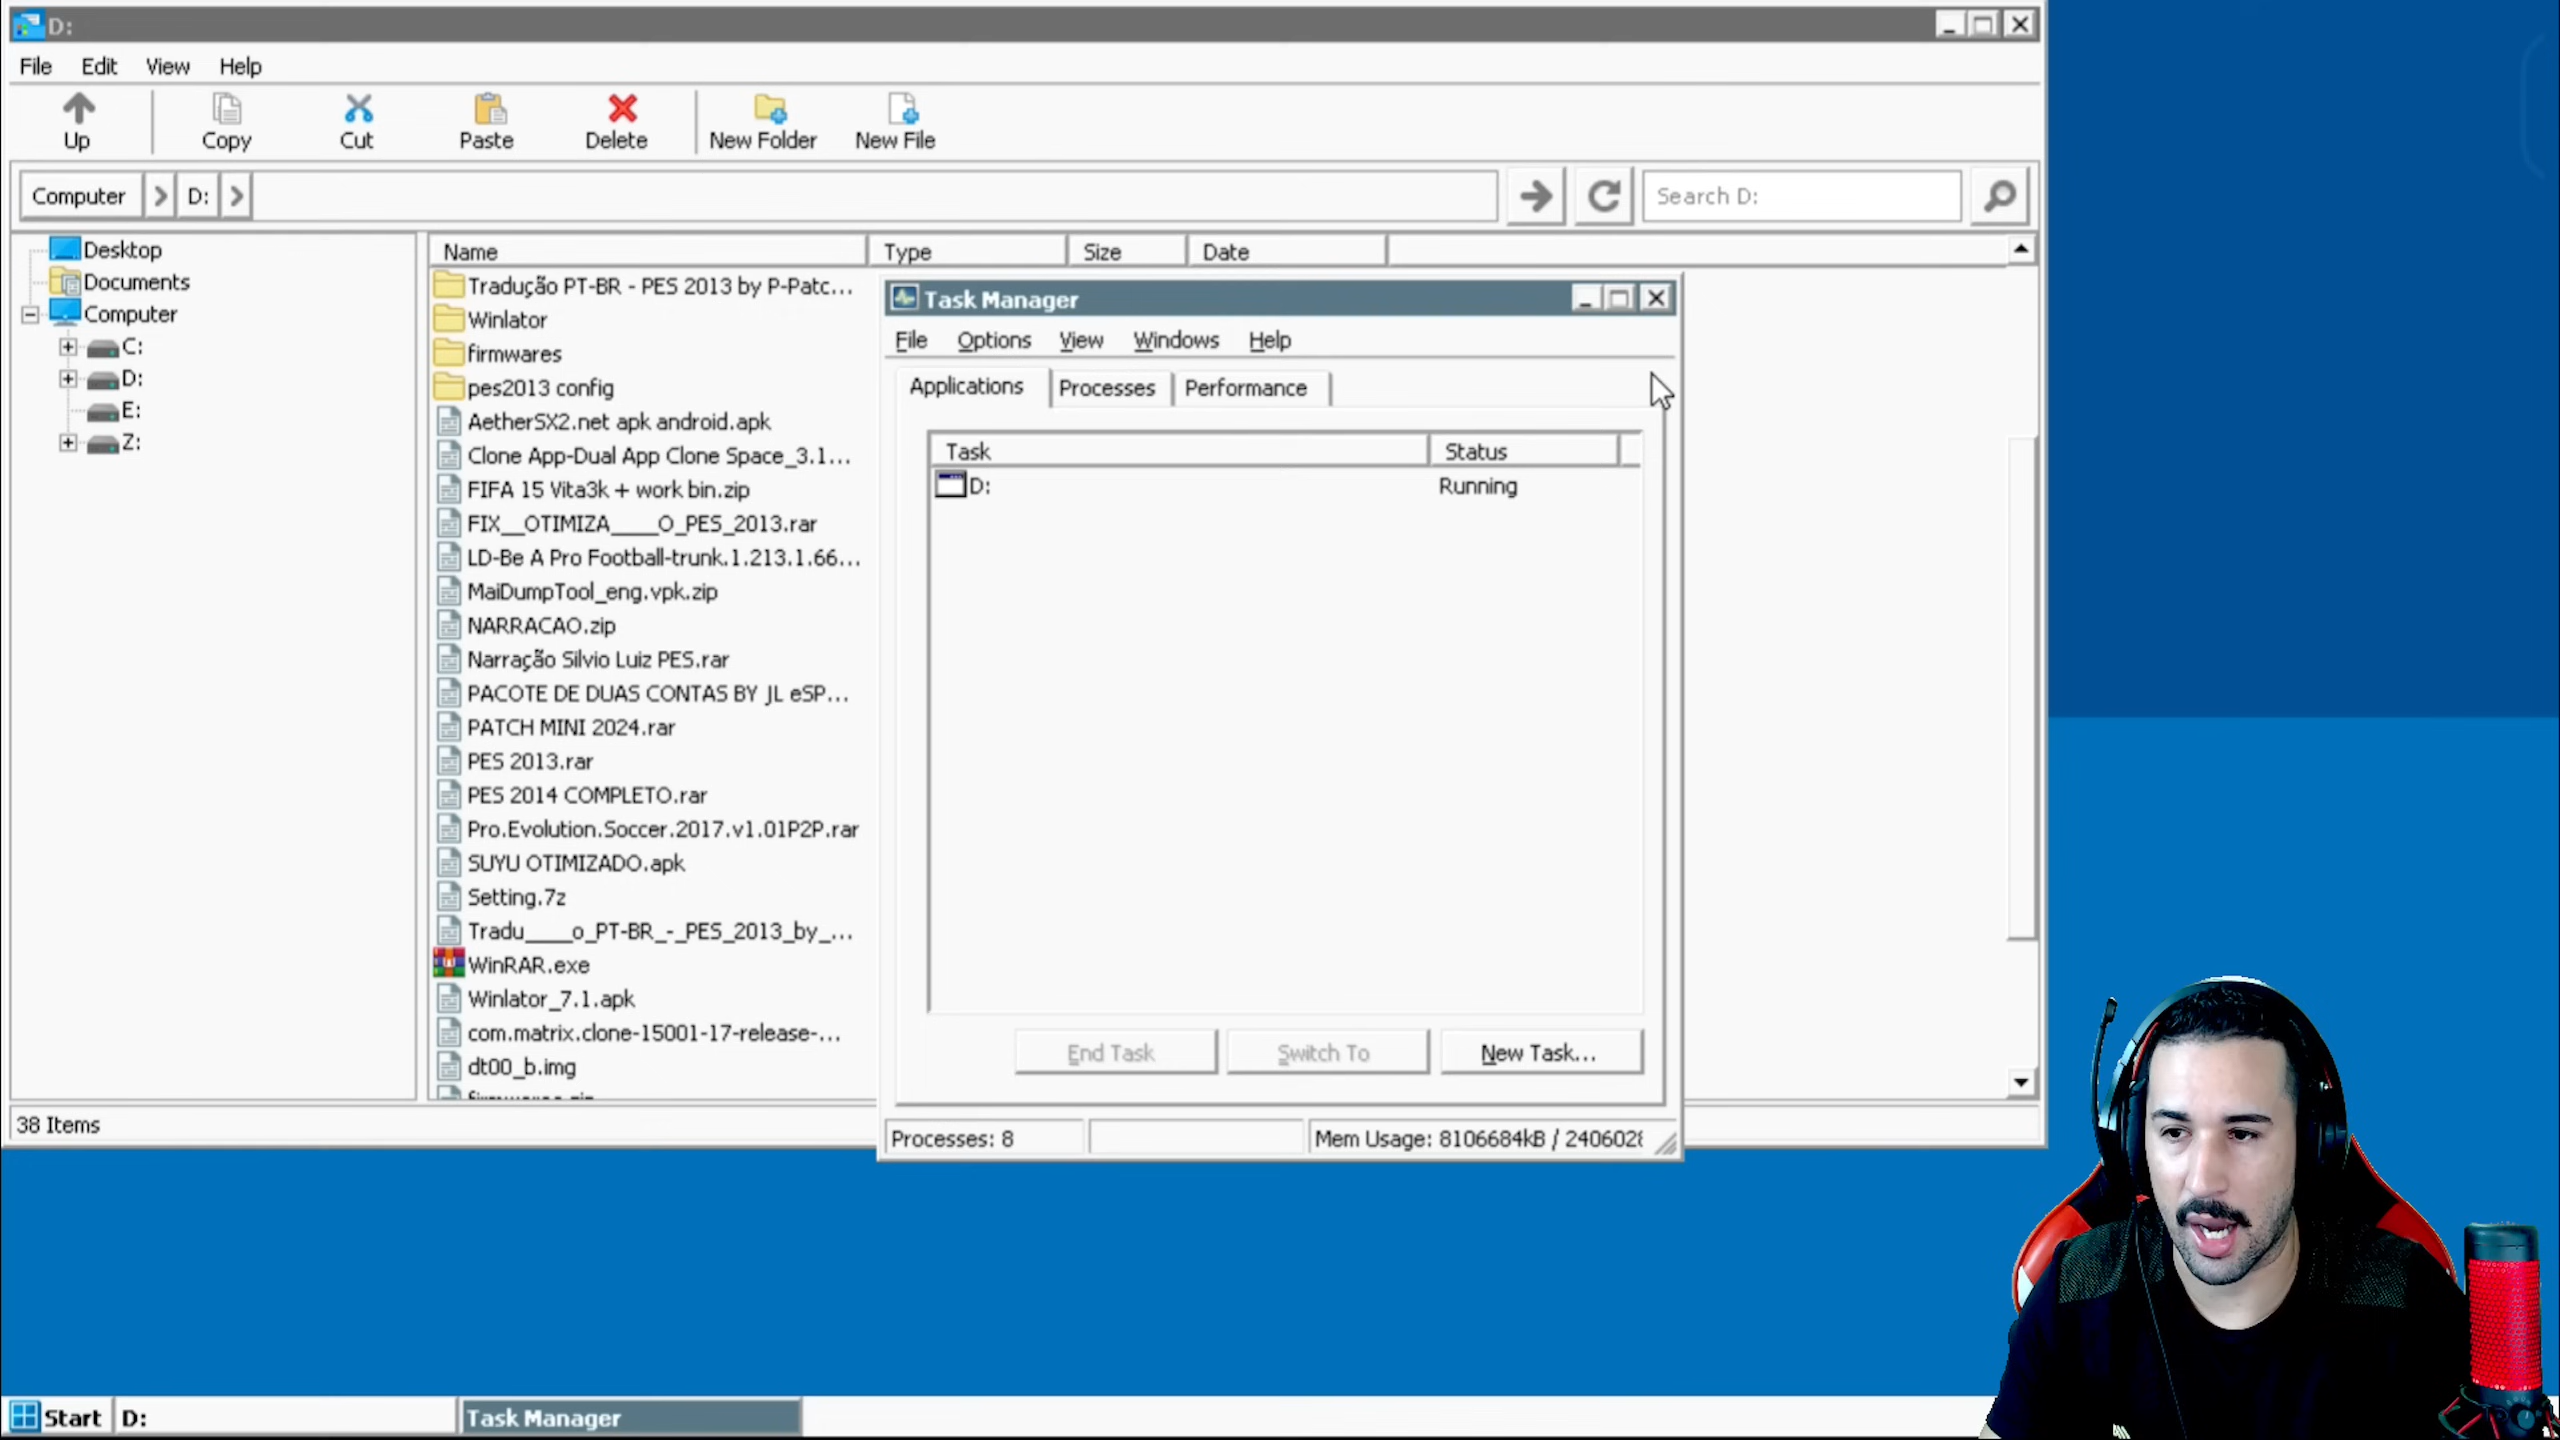 D:
File Edit View Help
Up Copy Cut Paste Delete New Folder New File
Computer D: Search D:
Desktop
Documents
Computer
C:
D:
E:
Z:
Name Type Size Date
Tradução PT-BR - PES 2013 by P-Patc...
Winlator
firmwares
pes2013 config
AetherSX2.net apk android.apk
Clone App-Dual App Clone Space_3.1...
FIFA 15 Vita3k + work bin.zip
FIX__OTIMIZA____O_PES_2013.rar
LD-Be A Pro Football-trunk.1.213.1.66...
MaiDumpTool_eng.vpk.zip
NARRACAO.zip
Narração Silvio Luiz PES.rar
PACOTE DE DUAS CONTAS BY JL eSP...
PATCH MINI 2024.rar
PES 2013.rar
PES 2014 COMPLETO.rar
Pro.Evolution.Soccer.2017.v1.01P2P.rar
SUYU OTIMIZADO.apk
Setting.7z
Tradu____o_PT-BR_-_PES_2013_by_...
WinRAR.exe
Winlator_7.1.apk
com.matrix.clone-15001-17-release-...
dt00_b.img
38 Items
Task Manager
File Options View Windows Help
Applications Processes Performance
Task Status
D: Running
End Task Switch To New Task...
Processes: 8 Mem Usage: 8106684kB / 2406028
Start D: Task Manager